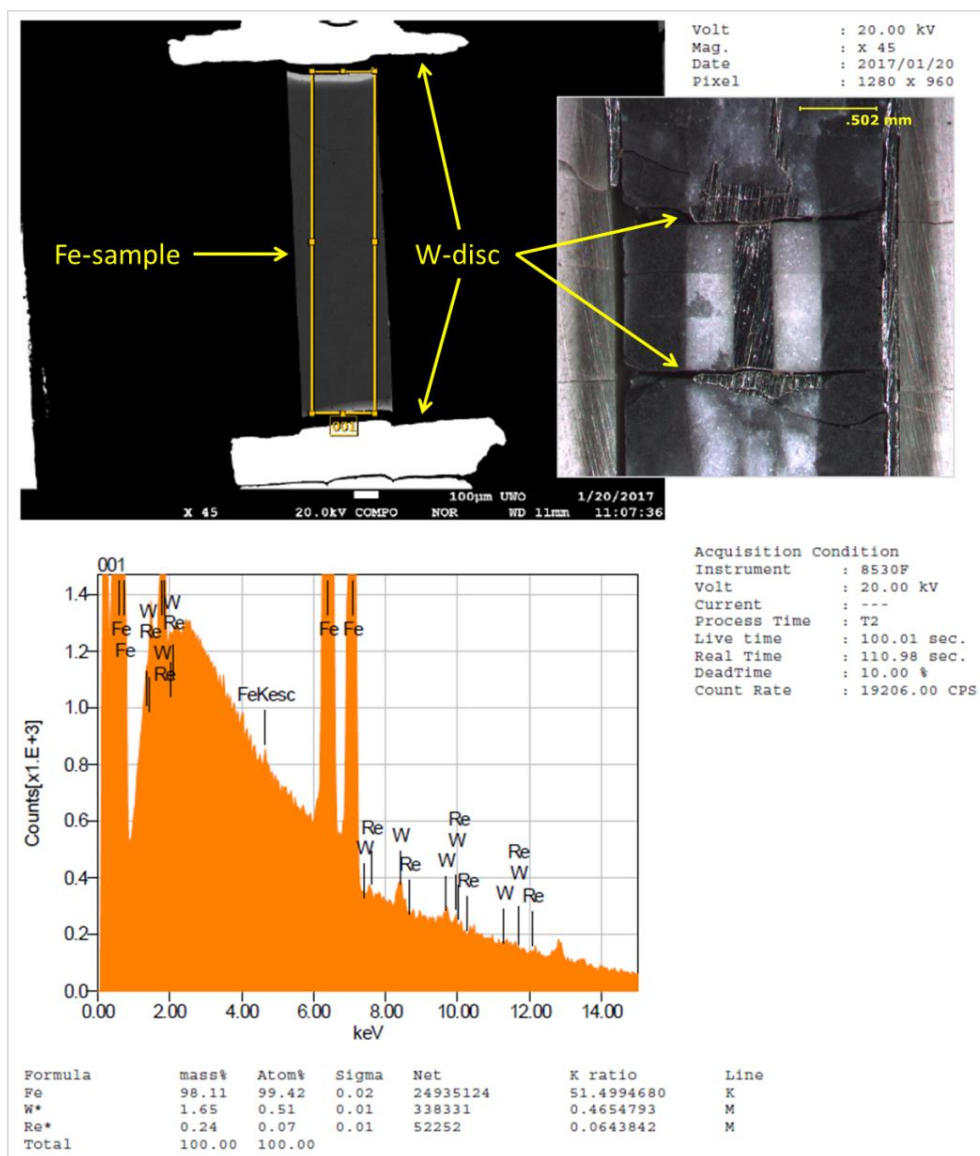 Volt : 20.00 kV
Mag. : x 45
Date : 2017/01/20
Pixel : 1280 x 960
.502 mm
Fe-sample
W-disc
001
100µm UWO 1/20/2017
X 45 20.0kV COMPO NOR WD 11mm 11:07:36
Acquisition Condition
Instrument : 8530F
Volt : 20.00 kV
Current : ---
Process Time : T2
Live time : 100.01 sec.
Real Time : 110.98 sec.
DeadTime : 10.00 %
Count Rate : 19206.00 CPS
001
Counts[x1.E+3]
1.4
1.2
1.0
0.8
0.6
0.4
0.2
0.0
Fe
Fe
W
Re
W
Re
W
Re
FeKesc
Fe
Fe
Re
W
W
Re
Re
W
W
Re
Re
W
W
Re
0.00 2.00 4.00 6.00 8.00 10.00 12.00 14.00
keV
Formula mass% Atom% Sigma Net K ratio Line
Fe 98.11 99.42 0.02 24935124 51.4994680 K
W* 1.65 0.51 0.01 338331 0.4654793 M
Re* 0.24 0.07 0.01 52252 0.0643842 M
Total 100.00 100.00